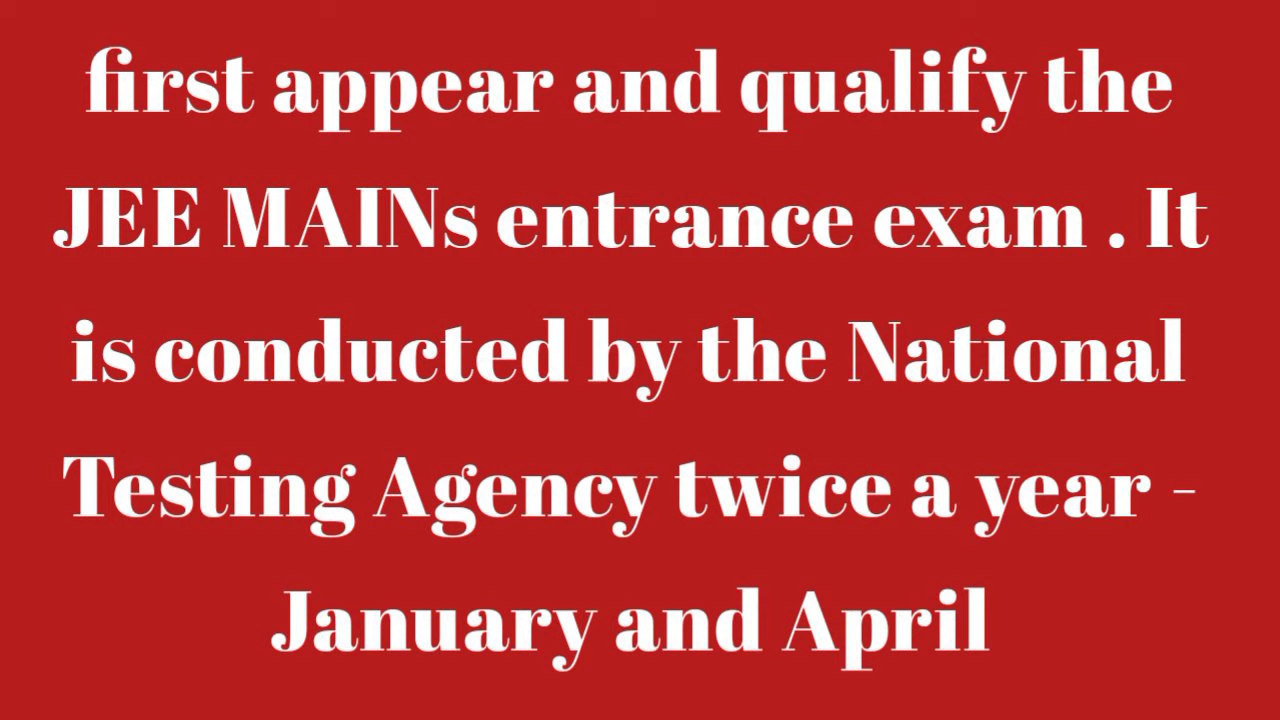 first appear and qualify the
JEE MAINs entrance exam . It
is conducted by the National
Testing Agency twice a year -
January and April